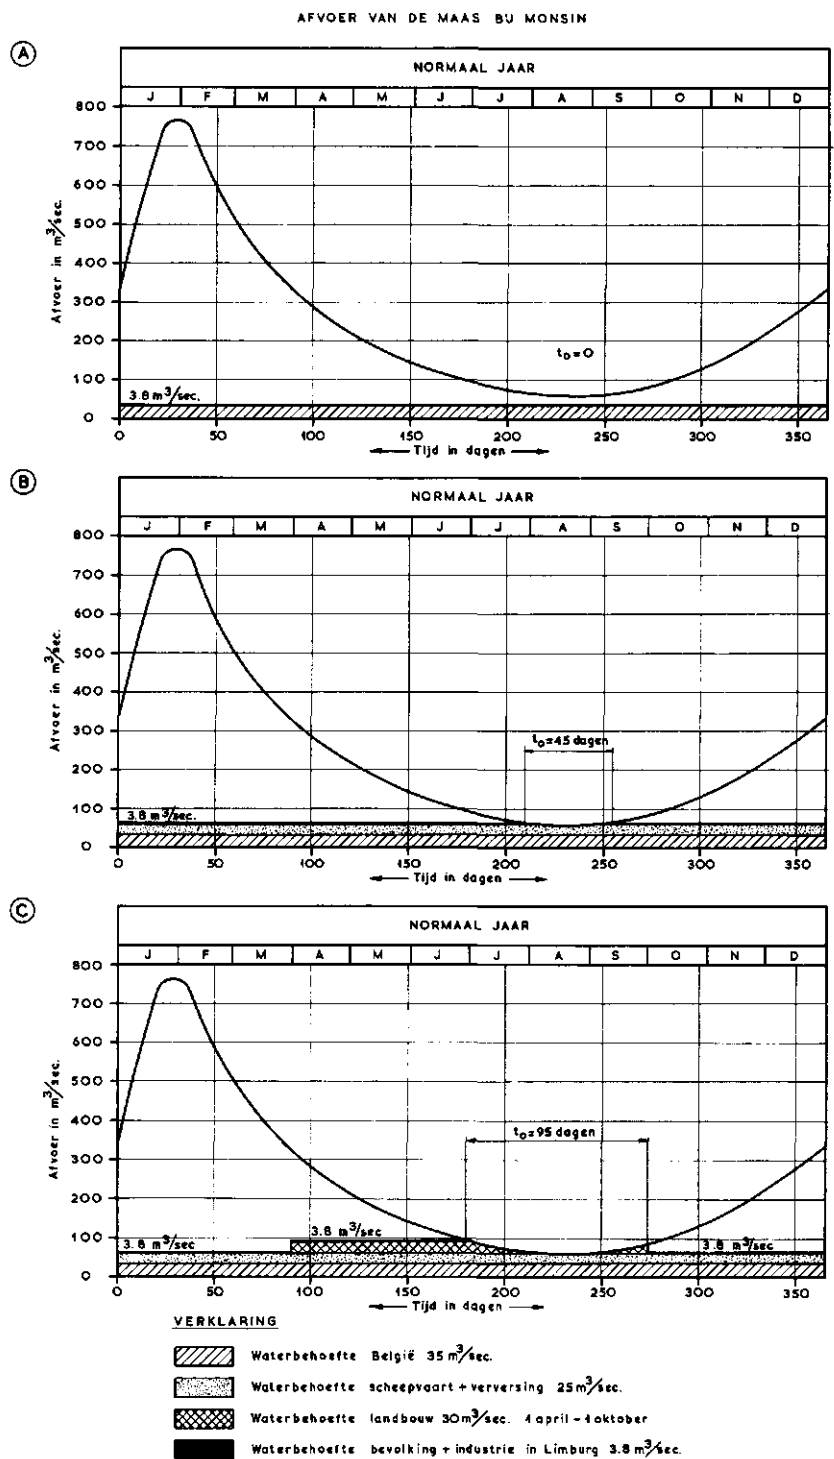 AFVOER VAN DE MAAS BIJ MONSIN
A
NORMAAL JAAR
J F M A M J J A S O N D
800
700
600
500
400
300
200
100
0
Afvoer in m³/sec.
t₀=0
3.8 m³/sec.
0 50 100 150 200 250 300 350
Tijd in dagen
B
NORMAAL JAAR
J F M A M J J A S O N D
800
700
600
500
400
300
200
100
0
Afvoer in m³/sec.
t₀=45 dagen
3.8 m³/sec.
0 50 100 150 200 250 300 350
Tijd in dagen
C
NORMAAL JAAR
J F M A M J J A S O N D
800
700
600
500
400
300
200
100
0
Afvoer in m³/sec.
t₀=95 dagen
3.8 m³/sec 3.8 m³/sec 3.8 m³/sec
0 50 100 150 200 250 300 350
Tijd in dagen
VERKLARING
Waterbehoefte België 35 m³/sec.
Waterbehoefte scheepvaart + verversing 25 m³/sec.
Waterbehoefte landbouw 30 m³/sec. 1 april - 1 oktober
Waterbehoefte bevolking + industrie in Limburg 3.8 m³/sec.